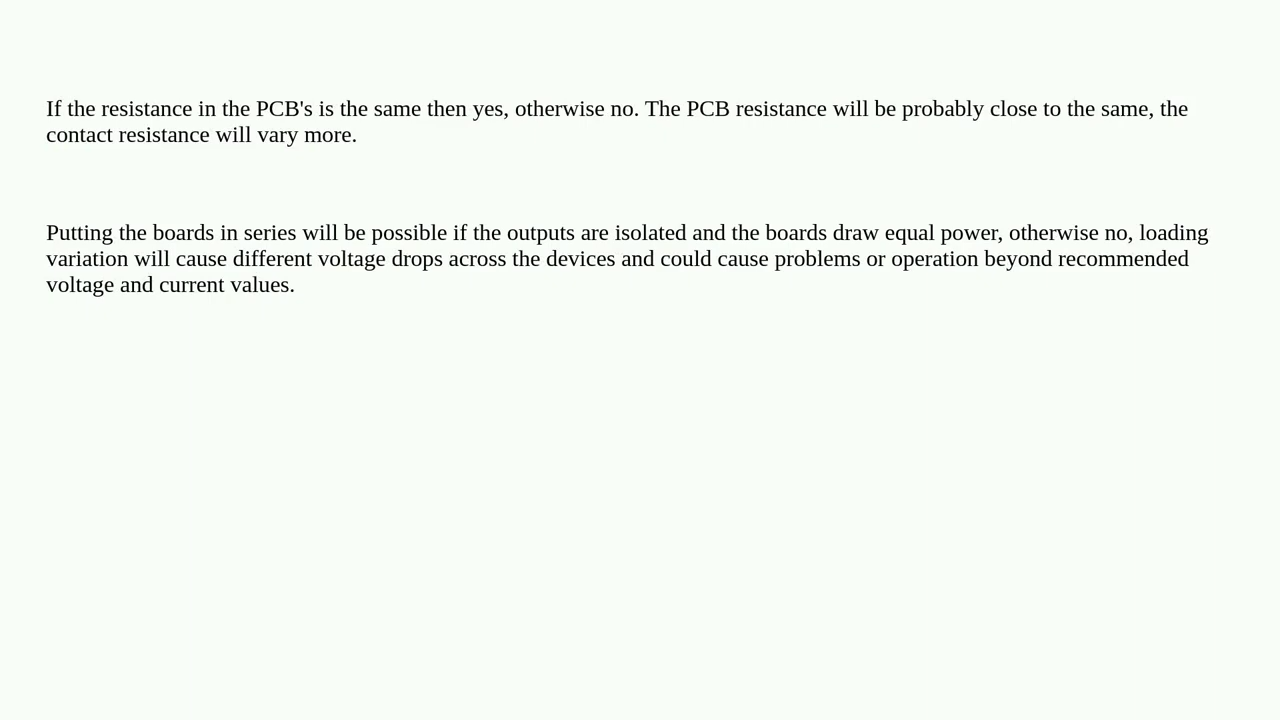 If the resistance in the PCB's is the same then yes, otherwise no. The PCB resistance will be probably close to the same, the
contact resistance will vary more.
Putting the boards in series will be possible if the outputs are isolated and the boards draw equal power, otherwise no, loading
variation will cause different voltage drops across the devices and could cause problems or operation beyond recommended
voltage and current values.